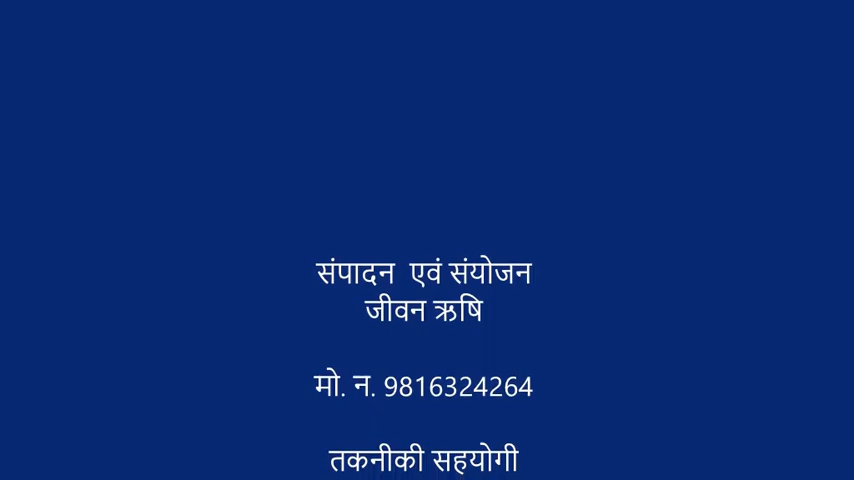 संपादन एवं संयोजन
जीवन ऋषि
मो. न. 9816324264
तकनीकी सहयोगी